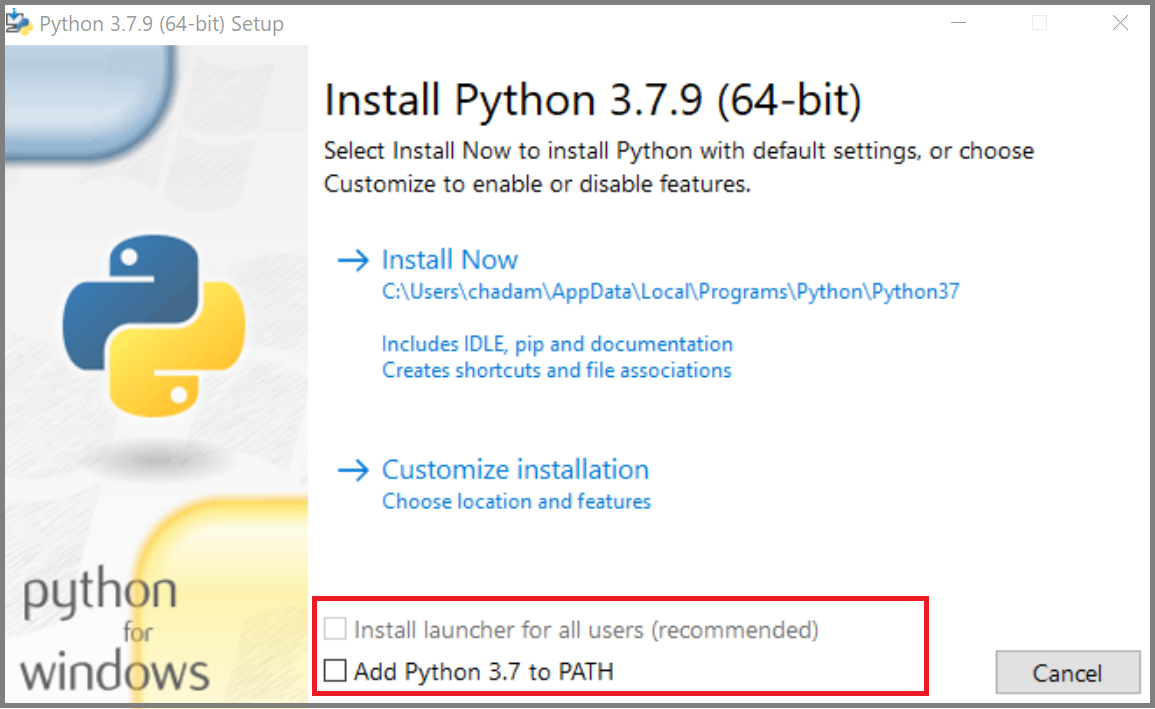 Python 3.7.9 (64-bit) Setup
Install Python 3.7.9 (64-bit)
Select Install Now to install Python with default settings, or choose
Customize to enable or disable features.
Install Now
C:\Users\chadam\AppData\Local\Programs\Python\Python37
Includes IDLE, pip and documentation
Creates shortcuts and file associations
Customize installation
Choose location and features
python
for
windows
Install launcher for all users (recommended)
Add Python 3.7 to PATH
Cancel